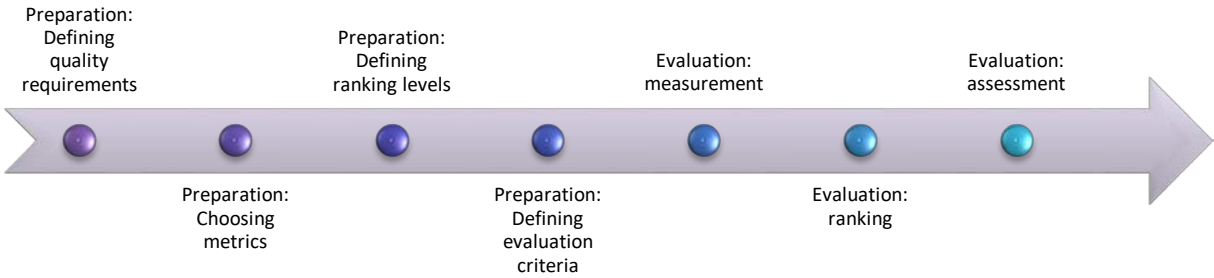 Preparation:
Defining
quality
requirements
Preparation:
Choosing
metrics
Preparation:
Defining
ranking levels
Preparation:
Defining
evaluation
criteria
Evaluation:
measurement
Evaluation:
ranking
Evaluation:
assessment